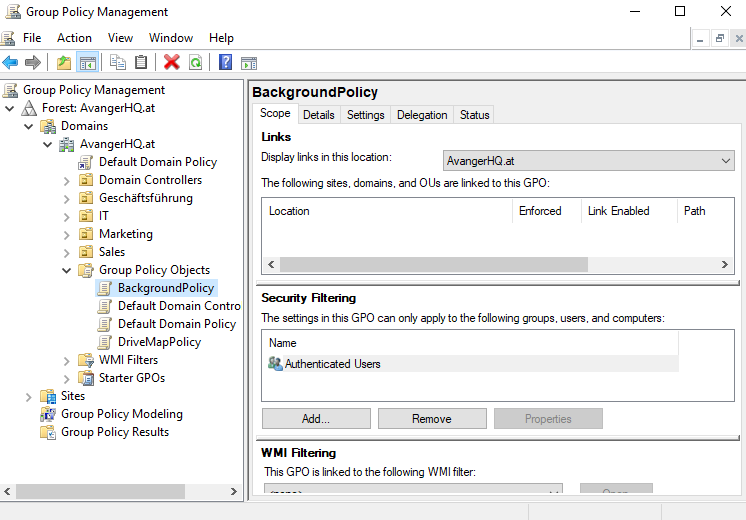 Group Policy Management
File Action View Window Help
Group Policy Management
Forest: AvangerHQ.at
Domains
AvangerHQ.at
Default Domain Policy
Domain Controllers
Geschäftsführung
IT
Marketing
Sales
Group Policy Objects
BackgroundPolicy
Default Domain Contro
Default Domain Policy
DriveMapPolicy
WMI Filters
Starter GPOs
Sites
Group Policy Modeling
Group Policy Results
BackgroundPolicy
Scope Details Settings Delegation Status
Links
Display links in this location: AvangerHQ.at
The following sites, domains, and OUs are linked to this GPO:
Location Enforced Link Enabled Path
Security Filtering
The settings in this GPO can only apply to the following groups, users, and computers:
Name
Authenticated Users
Add... Remove Properties
WMI Filtering
This GPO is linked to the following WMI filter:
<none> Open